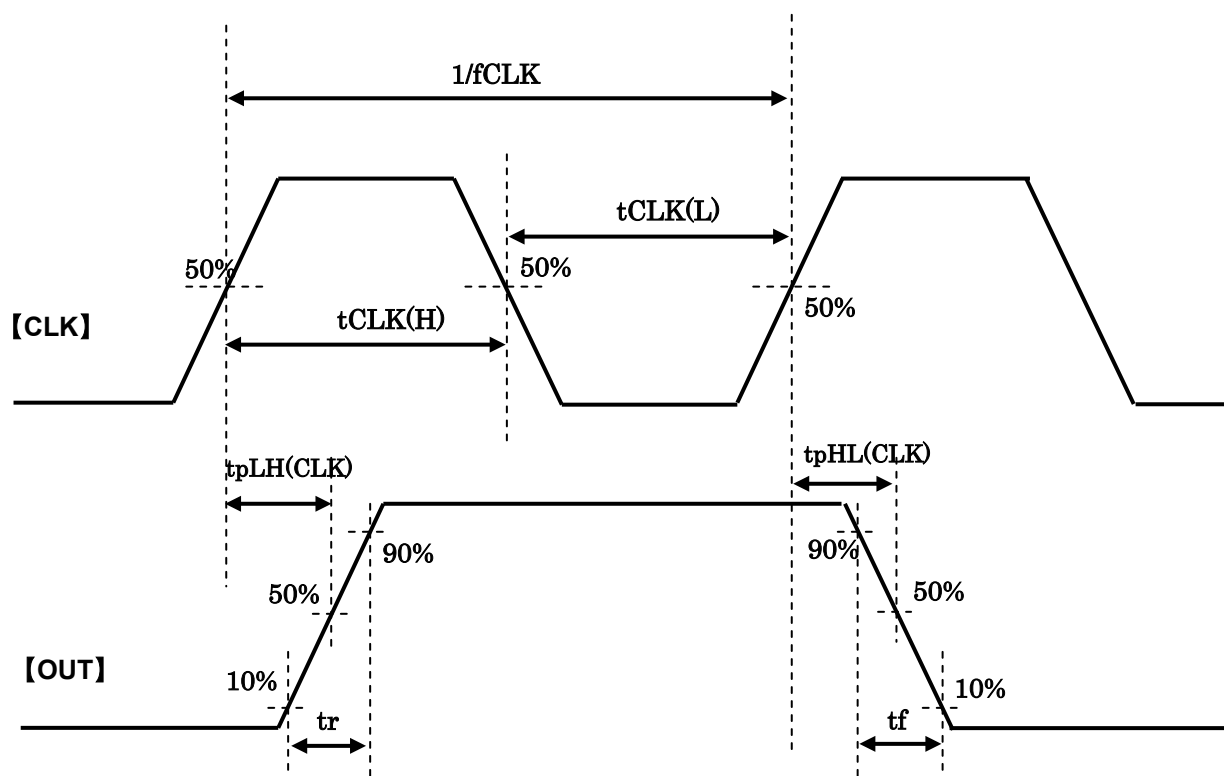 1/fCLK
tCLK(L)
50%
50%
50%
tCLK(H)
【CLK】
tpLH(CLK)
tpHL(CLK)
90%
90%
50%
50%
【OUT】
10%
10%
tr
tf